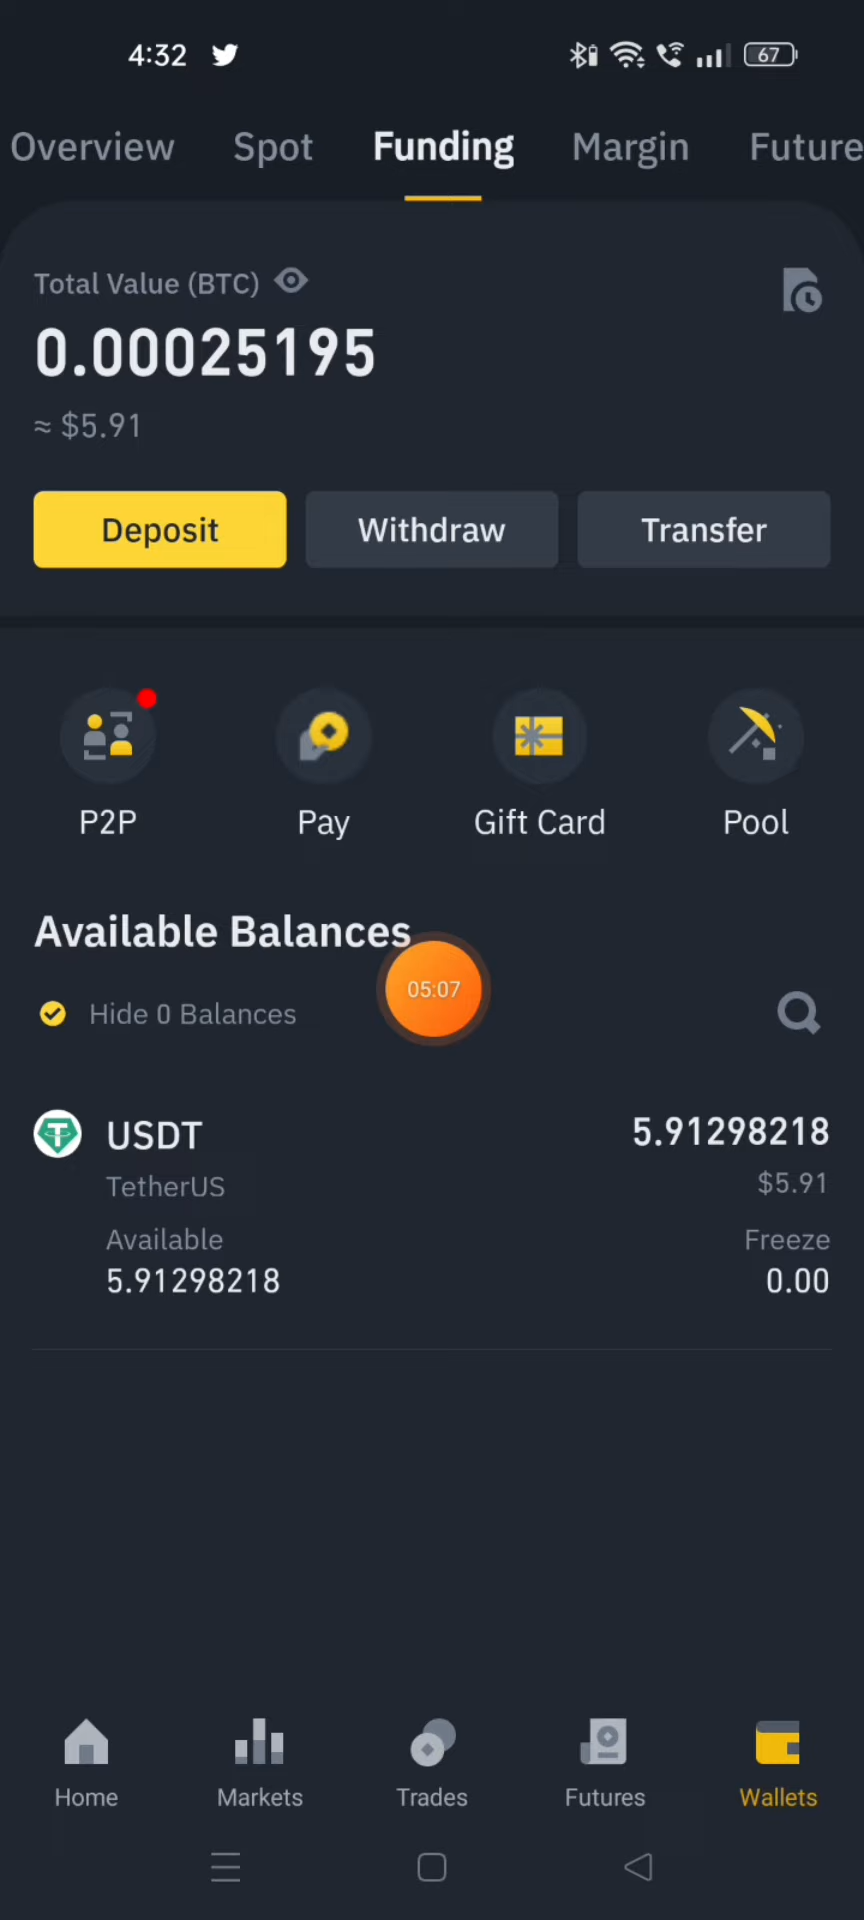 4:32 67
Overview Spot Funding Margin Future
Total Value (BTC)
0.00025195
≈ $5.91
Deposit Withdraw Transfer
P2P Pay Gift Card Pool
Available Balances
05:07
Hide 0 Balances
USDT 5.91298218
TetherUS $5.91
Available Freeze
5.91298218 0.00
Home Markets Trades Futures Wallets